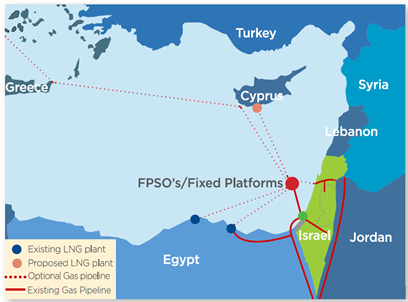 Turkey
Greece
Cyprus
Syria
Lebanon
FPSO's/Fixed Platforms
Israel
Jordan
Egypt
Existing LNG plant
Proposed LNG plant
Optional Gas pipeline
Existing Gas Pipeline